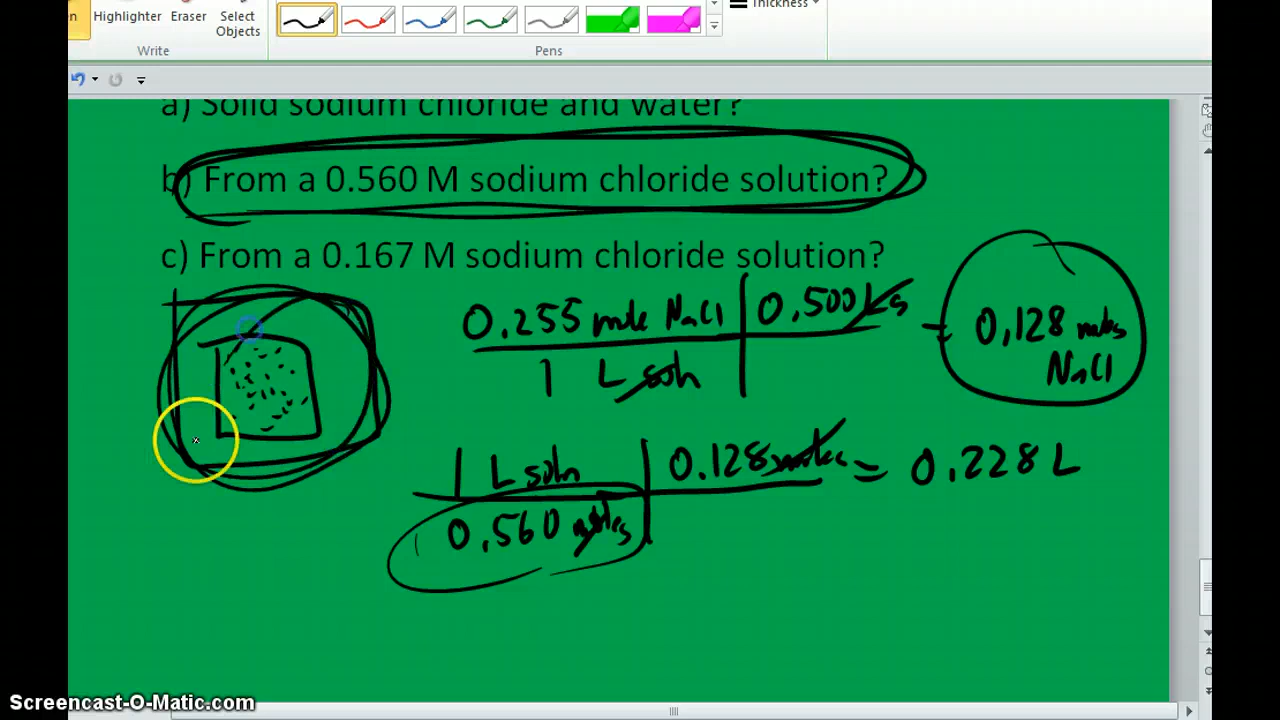 Highlighter Eraser Select
Objects
Write
Pens
Thickness
a) Solid sodium chloride and water?
b) From a 0.560 M sodium chloride solution?
c) From a 0.167 M sodium chloride solution?
0.255 mole NaCl 0.500 L
1 L soln
= 0.128 moles
NaCl
1 L soln 0.128 moles = 0.228 L
0.560 moles
Screencast-O-Matic.com